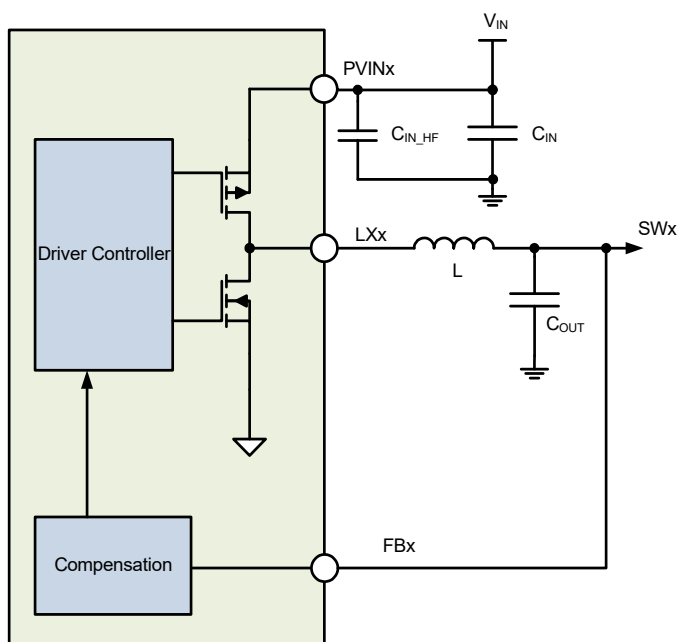 V_IN
PVINx
C_IN_HF
C_IN
Driver Controller
LXx
L
SWx
C_OUT
Compensation
FBx